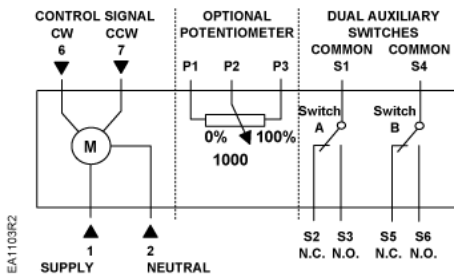 CONTROL SIGNAL
CW CCW
6 7
OPTIONAL
POTENTIOMETER
P1 P2 P3
DUAL AUXILIARY
SWITCHES
COMMON COMMON
S1 S4
M
0% 100%
1000
Switch
A
Switch
B
1 2
SUPPLY NEUTRAL
S2 S3 S5 S6
N.C. N.O. N.C. N.O.
EA1103R2